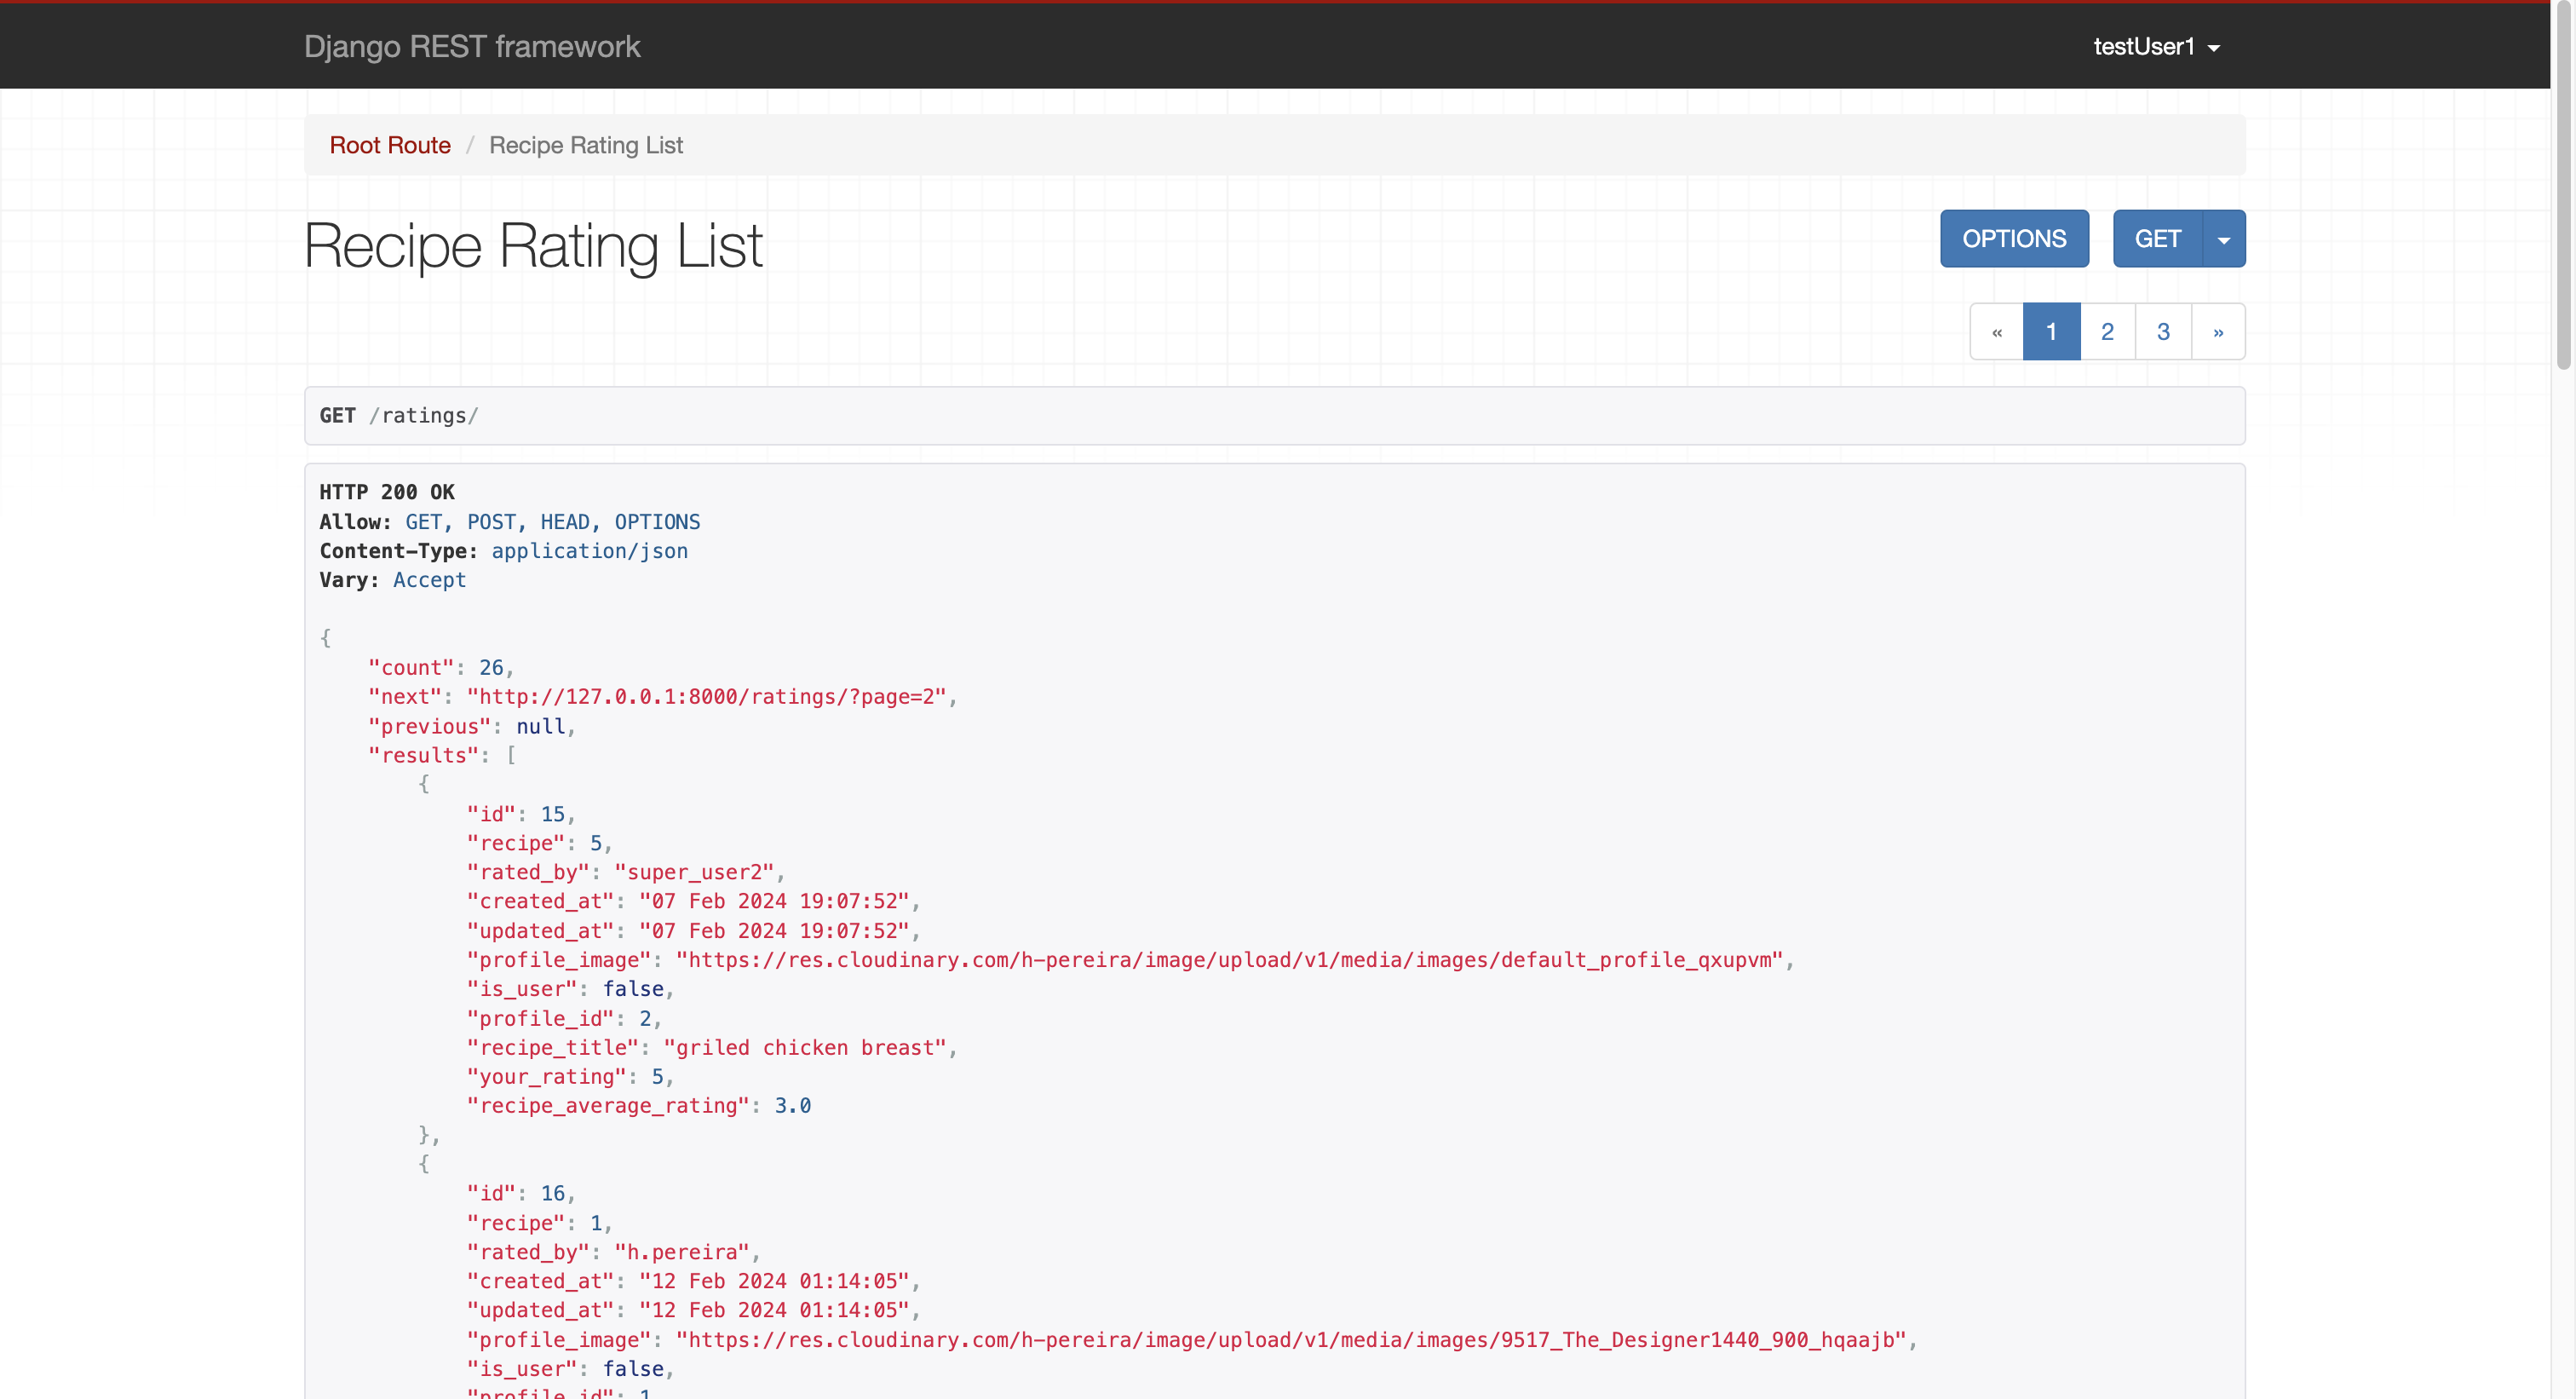 Django REST framework
testUser1
Root Route / Recipe Rating List
Recipe Rating List
OPTIONS GET
« 1 2 3 »
GET /ratings/
HTTP 200 OK
Allow: GET, POST, HEAD, OPTIONS
Content-Type: application/json
Vary: Accept
{
"count": 26,
"next": "http://127.0.0.1:8000/ratings/?page=2",
"previous": null,
"results": [
{
"id": 15,
"recipe": 5,
"rated_by": "super_user2",
"created_at": "07 Feb 2024 19:07:52",
"updated_at": "07 Feb 2024 19:07:52",
"profile_image": "https://res.cloudinary.com/h-pereira/image/upload/v1/media/images/default_profile_qxupvm",
"is_user": false,
"profile_id": 2,
"recipe_title": "griled chicken breast",
"your_rating": 5,
"recipe_average_rating": 3.0
},
{
"id": 16,
"recipe": 1,
"rated_by": "h.pereira",
"created_at": "12 Feb 2024 01:14:05",
"updated_at": "12 Feb 2024 01:14:05",
"profile_image": "https://res.cloudinary.com/h-pereira/image/upload/v1/media/images/9517_The_Designer1440_900_hqaajb",
"is_user": false,
"profile_id": 1